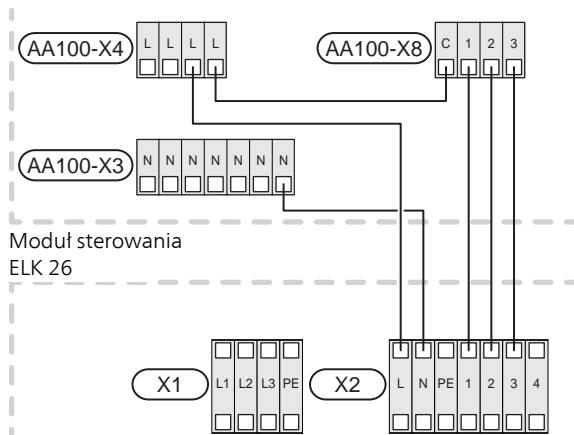 AA100-X4
L L L L
AA100-X8
C 1 2 3
AA100-X3
N N N N N N N
Moduł sterowania
ELK 26
X1
L1 L2 L3 PE
X2
L N PE 1 2 3 4